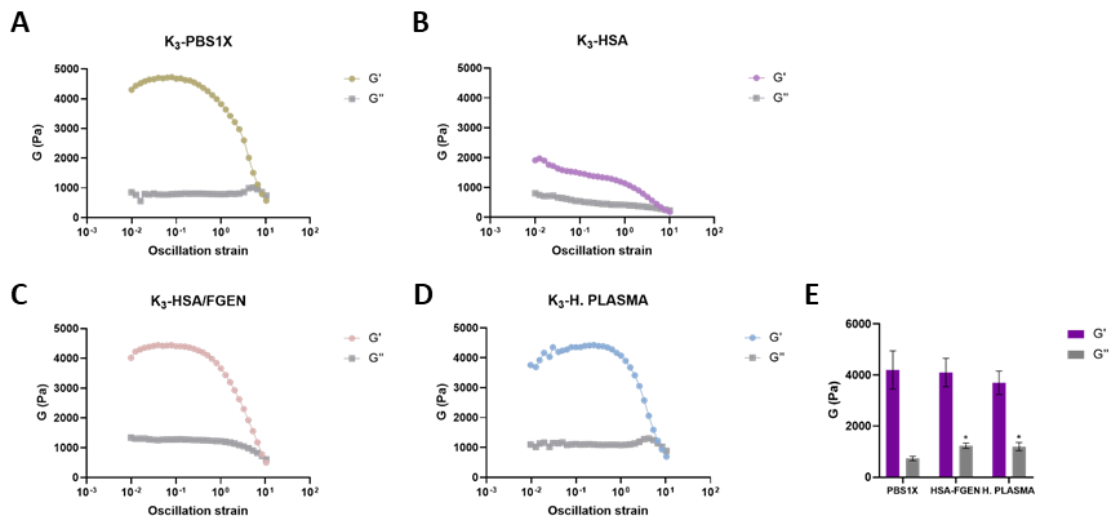 A
K₃-PBS1X
G (Pa)
5000
4000
3000
2000
1000
0
10⁻³ 10⁻² 10⁻¹ 10⁰ 10¹ 10²
Oscillation strain
G'
G"
B
K₃-HSA
G (Pa)
5000
4000
3000
2000
1000
0
10⁻³ 10⁻² 10⁻¹ 10⁰ 10¹ 10²
Oscillation strain
G'
G"
C
K₃-HSA/FGEN
G (Pa)
5000
4000
3000
2000
1000
0
10⁻³ 10⁻² 10⁻¹ 10⁰ 10¹ 10²
Oscillation strain
G'
G"
D
K₃-H. PLASMA
G (Pa)
5000
4000
3000
2000
1000
0
10⁻³ 10⁻² 10⁻¹ 10⁰ 10¹ 10²
Oscillation strain
G'
G"
E
G (Pa)
6000
4000
2000
0
* *
PBS1X HSA-FGEN H. PLASMA
G'
G"